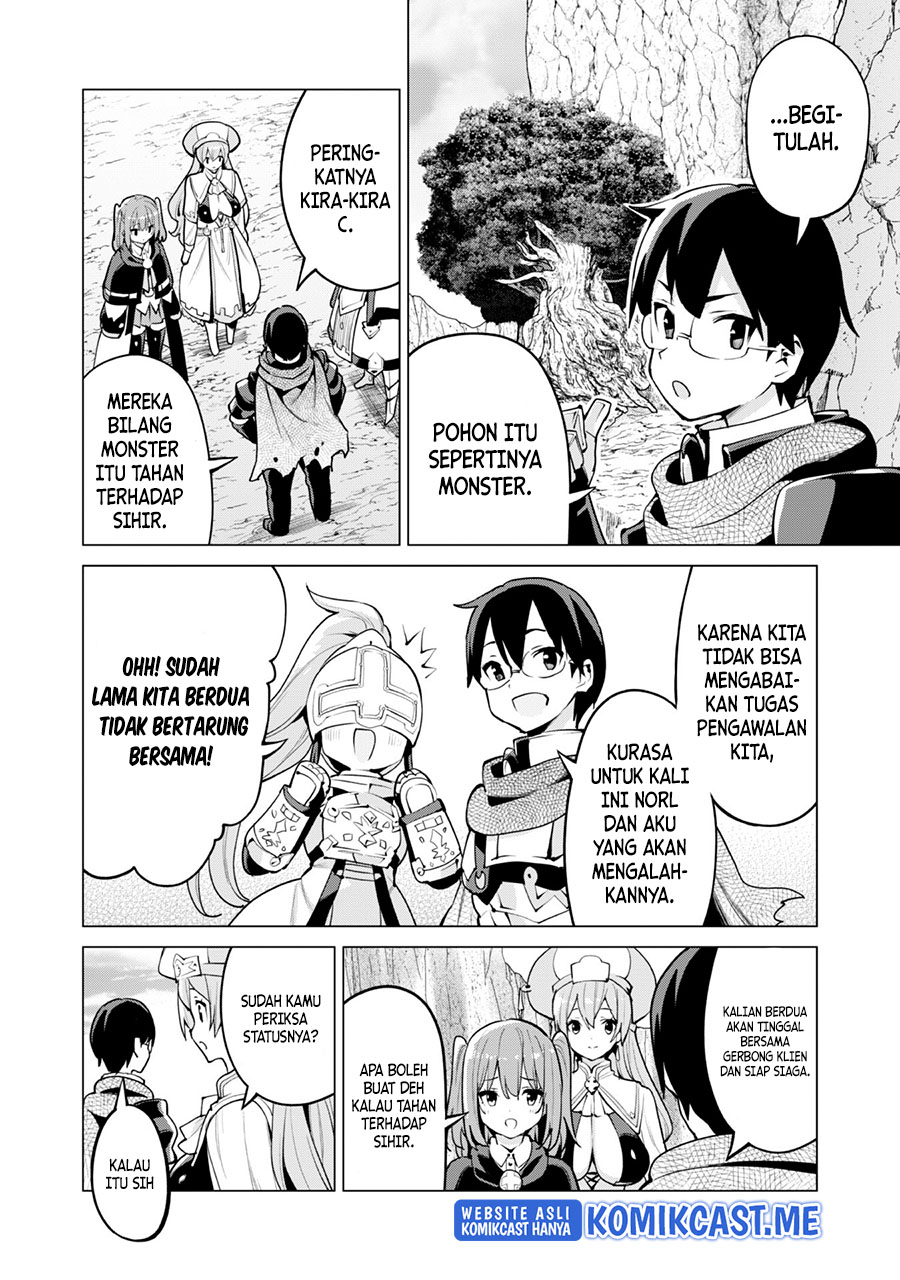 ...BEGI-
TULAH.
POHON ITU
SEPERTINYA
MONSTER.
PERING-
KATNYA
KIRA-KIRA
C.
MEREKA
BILANG
MONSTER
ITU TAHAN
TERHADAP
SIHIR.
KARENA KITA
TIDAK BISA
MENGABAI-
KAN TUGAS
PENGAWALAN
KITA,
KURASA
UNTUK KALI
INI NORL
DAN AKU
YANG AKAN
MENGALAH-
KANNYA.
OHH! SUDAH
LAMA KITA BERDUA
TIDAK BERTARUNG
BERSAMA!
KALIAN BERDUA
AKAN TINGGAL
BERSAMA
GERBONG KLIEN
DAN SIAP SIAGA.
APA BOLEH
BUAT DEH
KALAU TAHAN
TERHADAP
SIHIR.
SUDAH KAMU
PERIKSA
STATUSNYA?
KALAU
ITU SIH
WEBSITE ASLI
KOMIKCAST HANYA
KOMIKCAST.ME